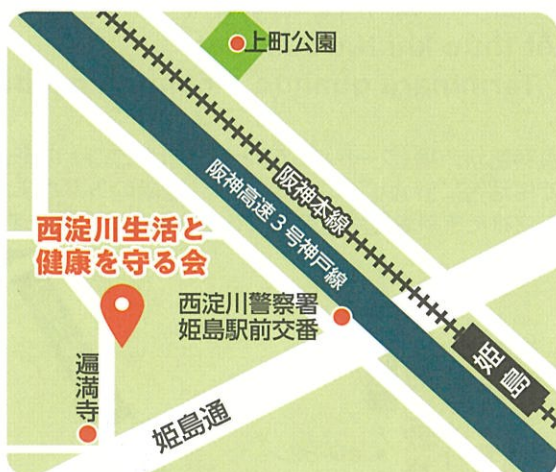 上町公園
阪神本線
阪神高速3号神戸線
西淀川生活と
健康を守る会
西淀川警察署
姫島駅前交番
姫島
遍満寺
姫島通